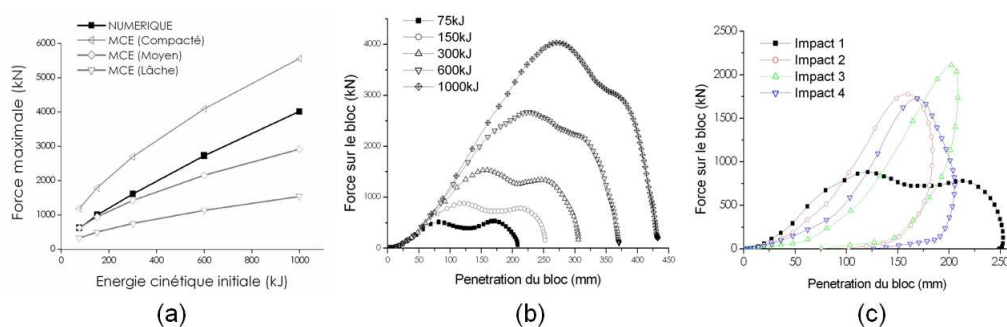 NUMERIQUE
MCE (Compacté)
MCE (Moyen)
MCE (Lâche)
Force maximale (kN)
6000
5000
4000
3000
2000
1000
0
0 200 400 600 800 1000
Energie cinétique initiale (kJ)
(a)
75kJ
150kJ
300kJ
600kJ
1000kJ
Force sur le bloc (kN)
4000
3000
2000
1000
0
0 50 100 150 200 250 300 350 400 450
Penetration du bloc (mm)
(b)
Impact 1
Impact 2
Impact 3
Impact 4
Force sur le bloc (kN)
2500
2000
1500
1000
500
0
0 50 100 150 200 250
Penetration du bloc (mm)
(c)